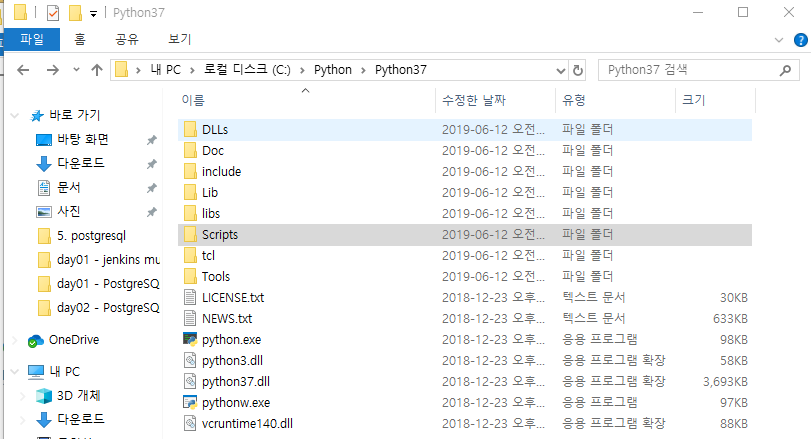 Python37
파일 홈 공유 보기
내 PC 로컬 디스크 (C:) Python Python37 Python37 검색
이름 수정한 날짜 유형 크기
바로 가기
바탕 화면
다운로드
문서
사진
5. postgresql
day01 - jenkins mu
day01 - PostgreSQ
day02 - PostgreSQ
OneDrive
내 PC
3D 개체
다운로드
DLLs 2019-06-12 오전... 파일 폴더
Doc 2019-06-12 오전... 파일 폴더
include 2019-06-12 오전... 파일 폴더
Lib 2019-06-12 오전... 파일 폴더
libs 2019-06-12 오전... 파일 폴더
Scripts 2019-06-12 오전... 파일 폴더
tcl 2019-06-12 오전... 파일 폴더
Tools 2019-06-12 오전... 파일 폴더
LICENSE.txt 2018-12-23 오후... 텍스트 문서 30KB
NEWS.txt 2018-12-23 오후... 텍스트 문서 633KB
python.exe 2018-12-23 오후... 응용 프로그램 98KB
python3.dll 2018-12-23 오후... 응용 프로그램 확장 58KB
python37.dll 2018-12-23 오후... 응용 프로그램 확장 3,693KB
pythonw.exe 2018-12-23 오후... 응용 프로그램 97KB
vcruntime140.dll 2018-12-23 오후... 응용 프로그램 확장 88KB